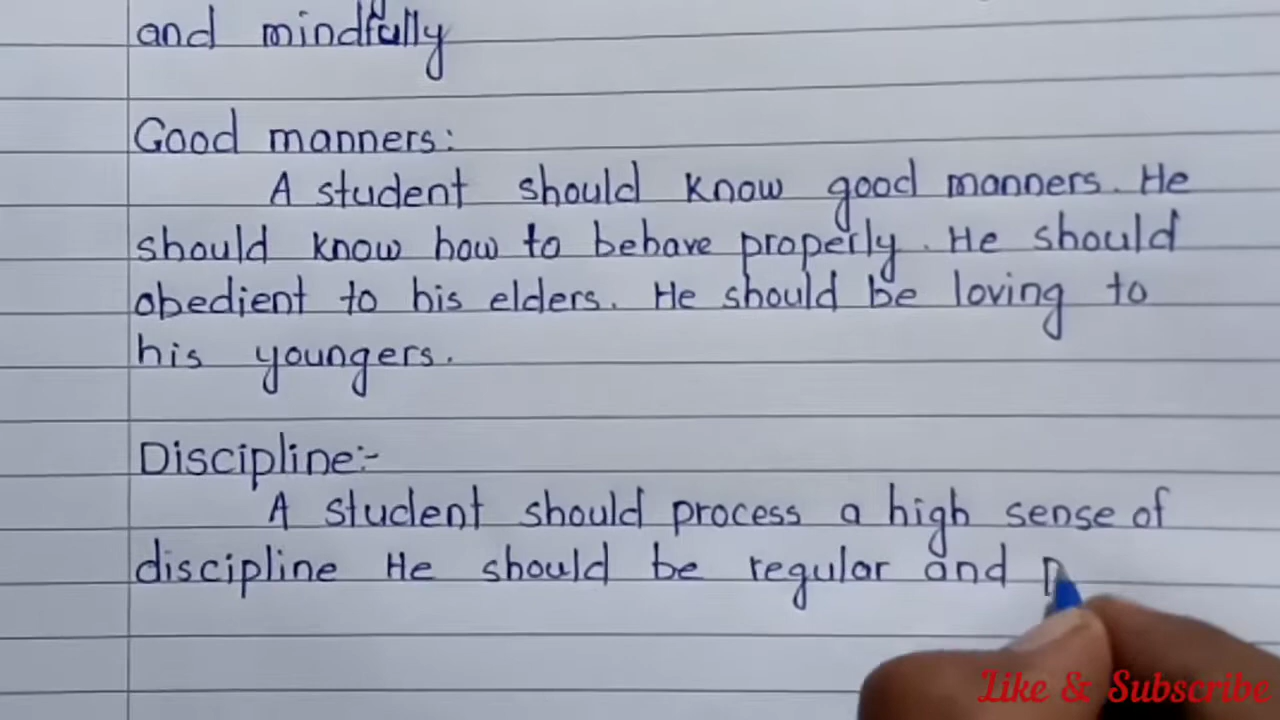 and mindfully
Good manners:
A student should know good manners. He
should know how to behave properly. He should
obedient to his elders. He should be loving to
his youngers.
Discipline:-
A student should process a high sense of
discipline He should be regular and
Like & Subscribe